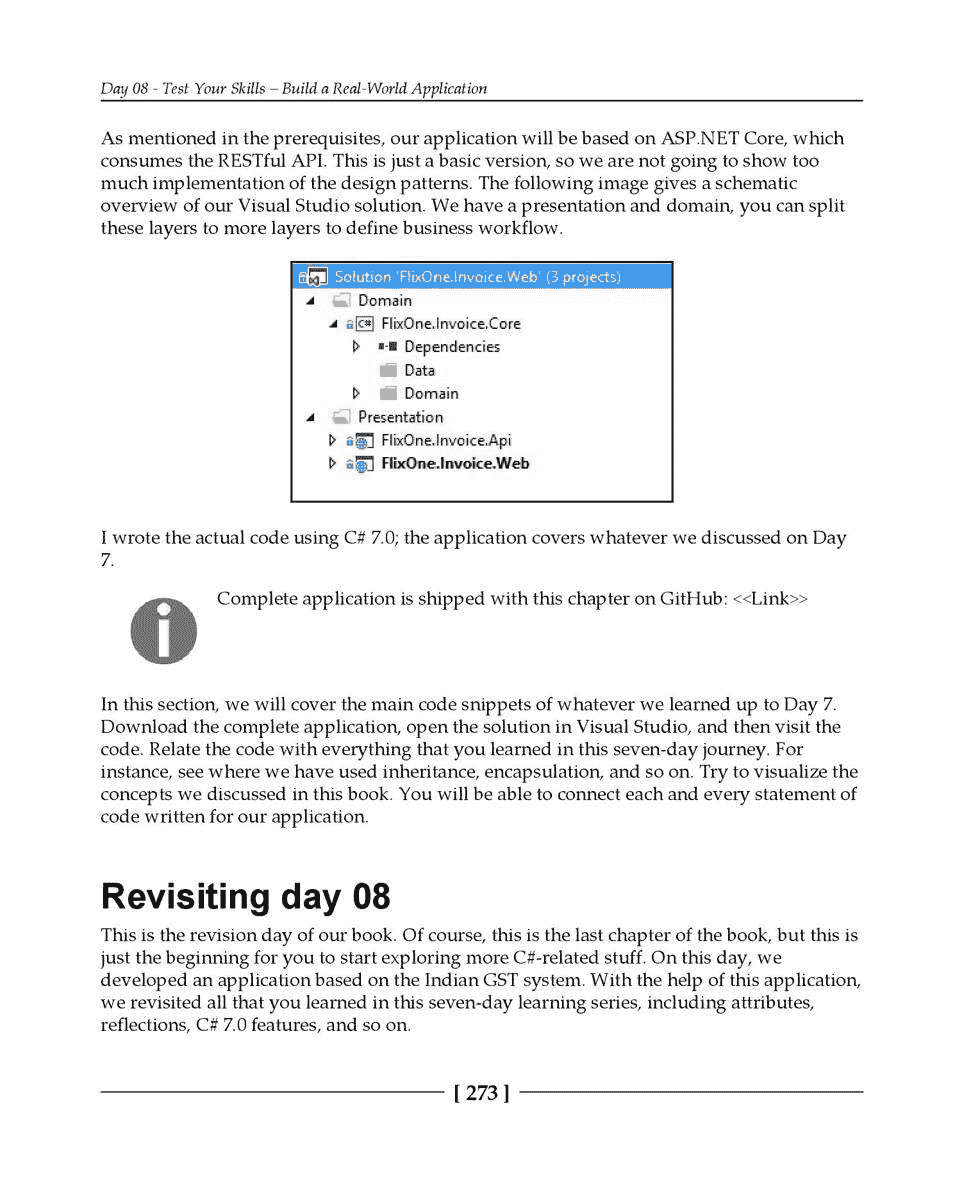 Day 08 - Test Your Skills – Build a Real-World Application
As mentioned in the prerequisites, our application will be based on ASP.NET Core, which
consumes the RESTful API. This is just a basic version, so we are not going to show too
much implementation of the design patterns. The following image gives a schematic
overview of our Visual Studio solution. We have a presentation and domain, you can split
these layers to more layers to define business workflow.
Solution 'FlixOne.Invoice.Web' (3 projects)
Domain
C# FlixOne.Invoice.Core
Dependencies
Data
Domain
Presentation
FlixOne.Invoice.Api
FlixOne.Invoice.Web
I wrote the actual code using C# 7.0; the application covers whatever we discussed on Day
7.
Complete application is shipped with this chapter on GitHub: <<Link>>
In this section, we will cover the main code snippets of whatever we learned up to Day 7.
Download the complete application, open the solution in Visual Studio, and then visit the
code. Relate the code with everything that you learned in this seven-day journey. For
instance, see where we have used inheritance, encapsulation, and so on. Try to visualize the
concepts we discussed in this book. You will be able to connect each and every statement of
code written for our application.
Revisiting day 08
This is the revision day of our book. Of course, this is the last chapter of the book, but this is
just the beginning for you to start exploring more C#-related stuff. On this day, we
developed an application based on the Indian GST system. With the help of this application,
we revisited all that you learned in this seven-day learning series, including attributes,
reflections, C# 7.0 features, and so on.
[ 273 ]